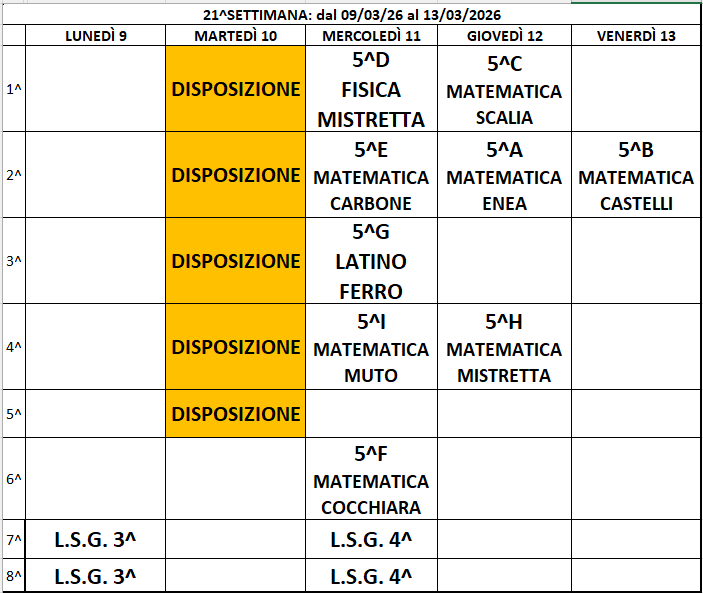 21^SETTIMANA: dal 09/03/26 al 13/03/2026
LUNEDÌ 9 MARTEDÌ 10 MERCOLEDÌ 11 GIOVEDÌ 12 VENERDÌ 13
1^
DISPOSIZIONE
5^D
FISICA
MISTRETTA
5^C
MATEMATICA
SCALIA
2^
DISPOSIZIONE
5^E
MATEMATICA
CARBONE
5^A
MATEMATICA
ENEA
5^B
MATEMATICA
CASTELLI
3^
DISPOSIZIONE
5^G
LATINO
FERRO
4^
DISPOSIZIONE
5^I
MATEMATICA
MUTO
5^H
MATEMATICA
MISTRETTA
5^
DISPOSIZIONE
6^
5^F
MATEMATICA
COCCHIARA
7^ L.S.G. 3^ L.S.G. 4^
8^ L.S.G. 3^ L.S.G. 4^